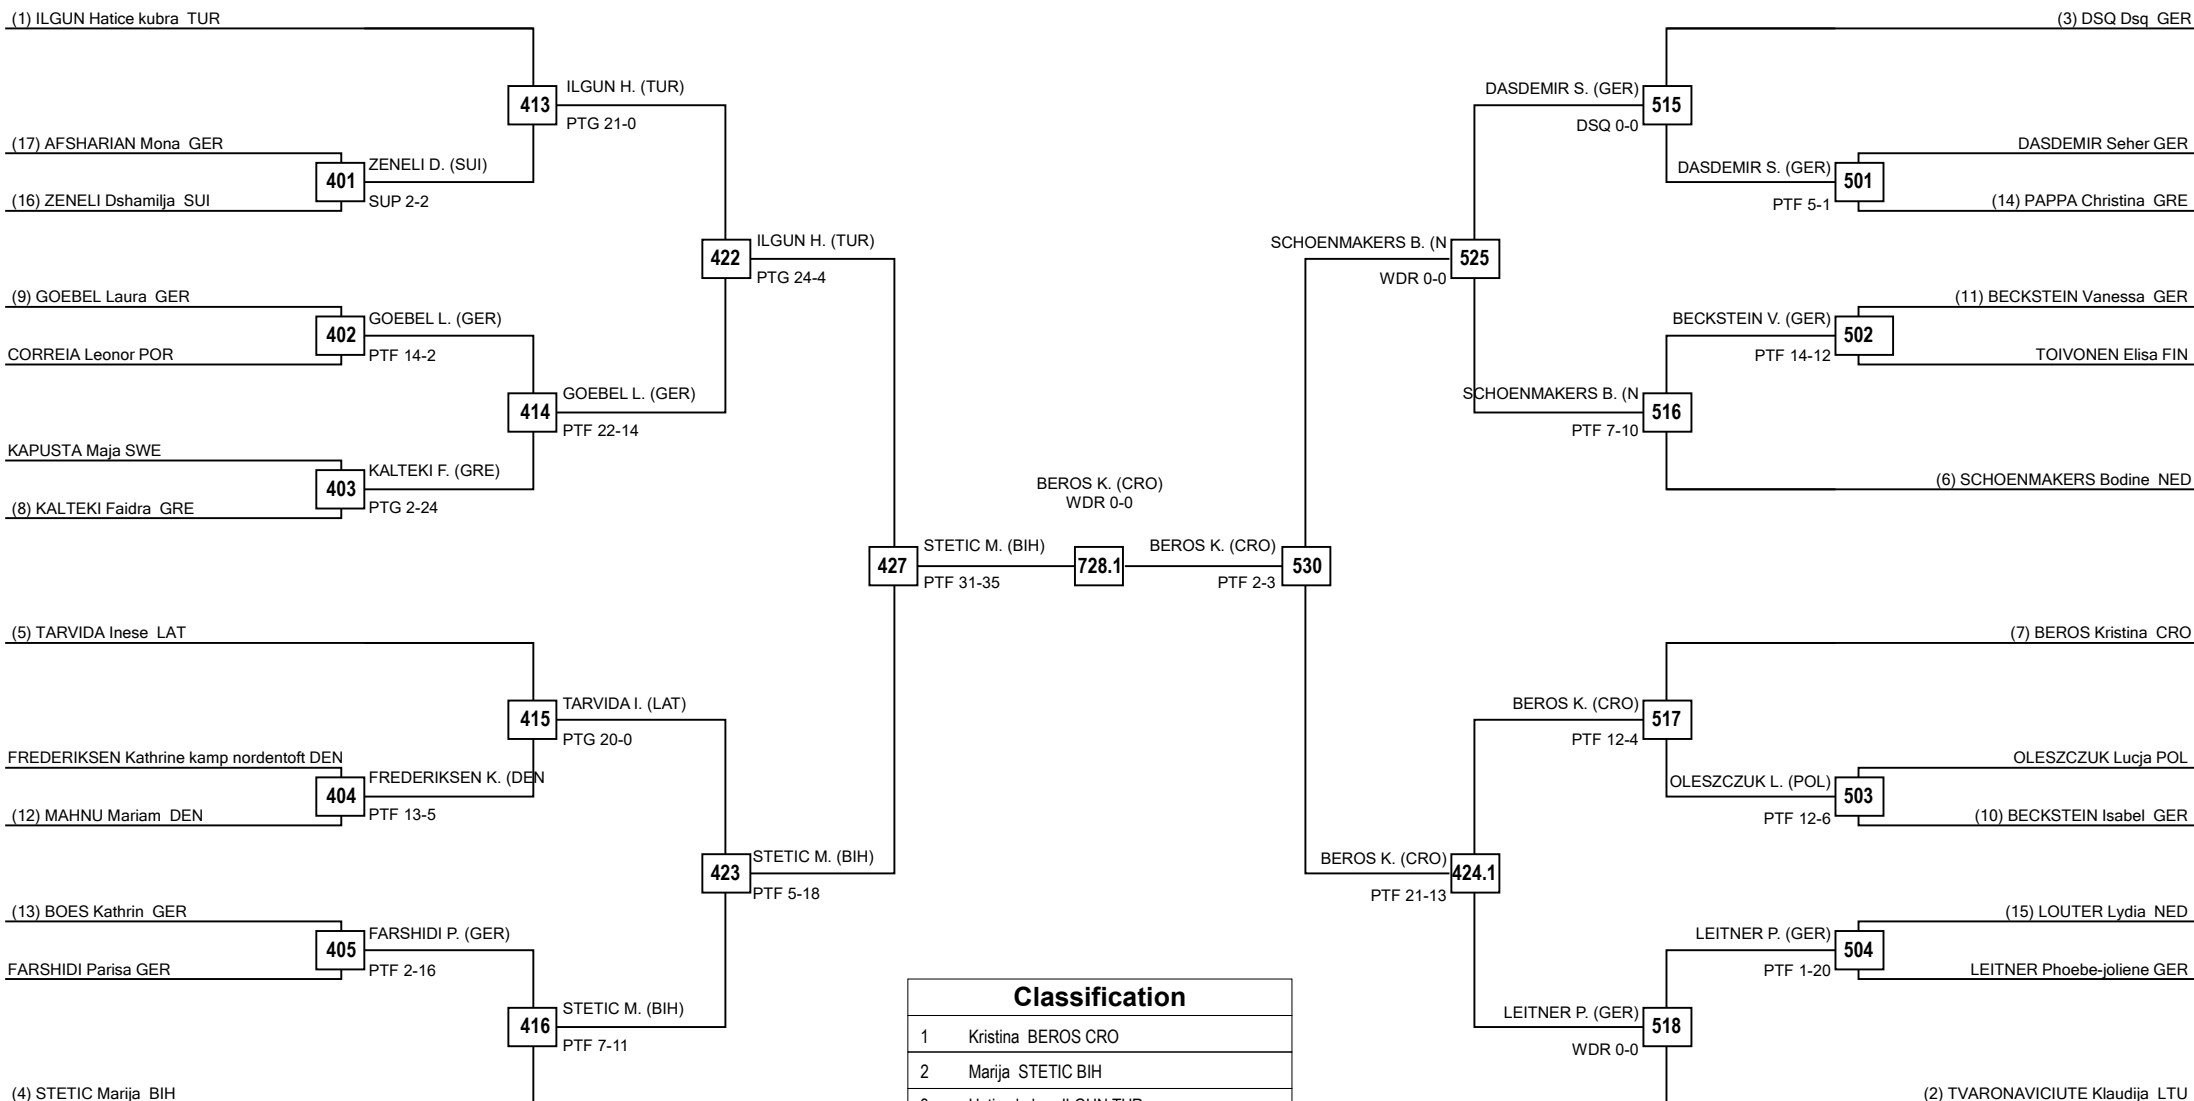 (1) ILGUN Hatice kubra TUR
(17) AFSHARIAN Mona GER
(16) ZENELI Dshamilja SUI
(9) GOEBEL Laura GER
CORREIA Leonor POR
KAPUSTA Maja SWE
(8) KALTEKI Faidra GRE
(5) TARVIDA Inese LAT
FREDERIKSEN Kathrine kamp nordentoft DEN
(12) MAHNU Mariam DEN
(13) BOES Kathrin GER
FARSHIDI Parisa GER
(4) STETIC Marija BIH
401
ZENELI D. (SUI)
SUP 2-2
402
GOEBEL L. (GER)
PTF 14-2
403
KALTEKI F. (GRE)
PTG 2-24
404
FREDERIKSEN K. (DEN
PTF 13-5
405
FARSHIDI P. (GER)
PTF 2-16
413
ILGUN H. (TUR)
PTG 21-0
414
GOEBEL L. (GER)
PTF 22-14
415
TARVIDA I. (LAT)
PTG 20-0
416
STETIC M. (BIH)
PTF 7-11
422
ILGUN H. (TUR)
PTG 24-4
423
STETIC M. (BIH)
PTF 5-18
427
STETIC M. (BIH)
PTF 31-35
BEROS K. (CRO)
WDR 0-0
728.1
BEROS K. (CRO)
530
PTF 2-3
SCHOENMAKERS B. (N
525
WDR 0-0
BEROS K. (CRO)
424.1
PTF 21-13
DASDEMIR S. (GER)
515
DSQ 0-0
SCHOENMAKERS B. (N
516
PTF 7-10
BEROS K. (CRO)
517
PTF 12-4
LEITNER P. (GER)
518
WDR 0-0
DASDEMIR S. (GER)
501
PTF 5-1
BECKSTEIN V. (GER)
502
PTF 14-12
OLESZCZUK L. (POL)
503
PTF 12-6
LEITNER P. (GER)
504
PTF 1-20
(3) DSQ Dsq GER
DASDEMIR Seher GER
(14) PAPPA Christina GRE
(11) BECKSTEIN Vanessa GER
TOIVONEN Elisa FIN
(6) SCHOENMAKERS Bodine NED
(7) BEROS Kristina CRO
OLESZCZUK Lucja POL
(10) BECKSTEIN Isabel GER
(15) LOUTER Lydia NED
LEITNER Phoebe-joliene GER
(2) TVARONAVICIUTE Klaudija LTU
Classification
1 Kristina BEROS CRO
2 Marija STETIC BIH